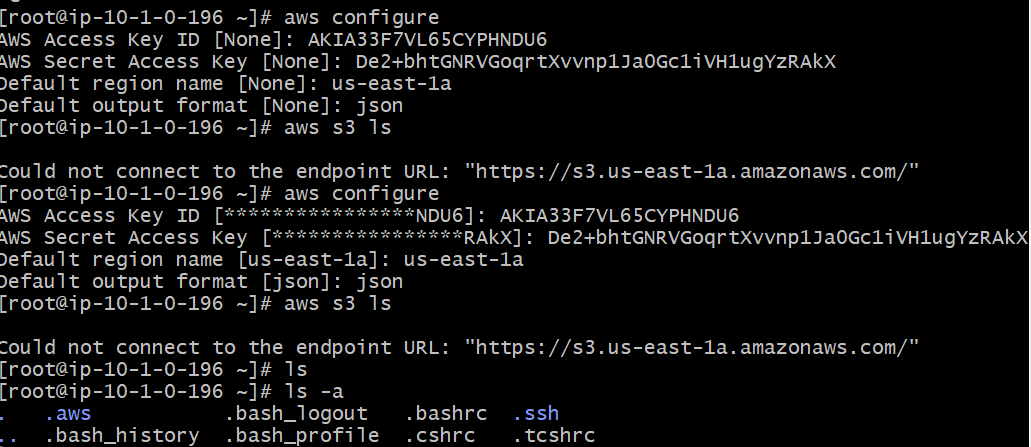 [root@ip-10-1-0-196 ~]# aws configure
AWS Access Key ID [None]: AKIA33F7VL65CYPHNDU6
AWS Secret Access Key [None]: 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
Default region name [None]: us-east-1a
Default output format [None]: json
[root@ip-10-1-0-196 ~]# aws s3 ls
Could not connect to the endpoint URL: "https://s3.us-east-1a.amazonaws.com/"
[root@ip-10-1-0-196 ~]# aws configure
AWS Access Key ID [****************NDU6]: AKIA33F7VL65CYPHNDU6
AWS Secret Access Key [****************RAkX]: 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
Default region name [us-east-1a]: us-east-1a
Default output format [json]: json
[root@ip-10-1-0-196 ~]# aws s3 ls
Could not connect to the endpoint URL: "https://s3.us-east-1a.amazonaws.com/"
[root@ip-10-1-0-196 ~]# ls
[root@ip-10-1-0-196 ~]# ls -a
. .aws .bash_logout .bashrc .ssh
.. .bash_history .bash_profile .cshrc .tcshrc